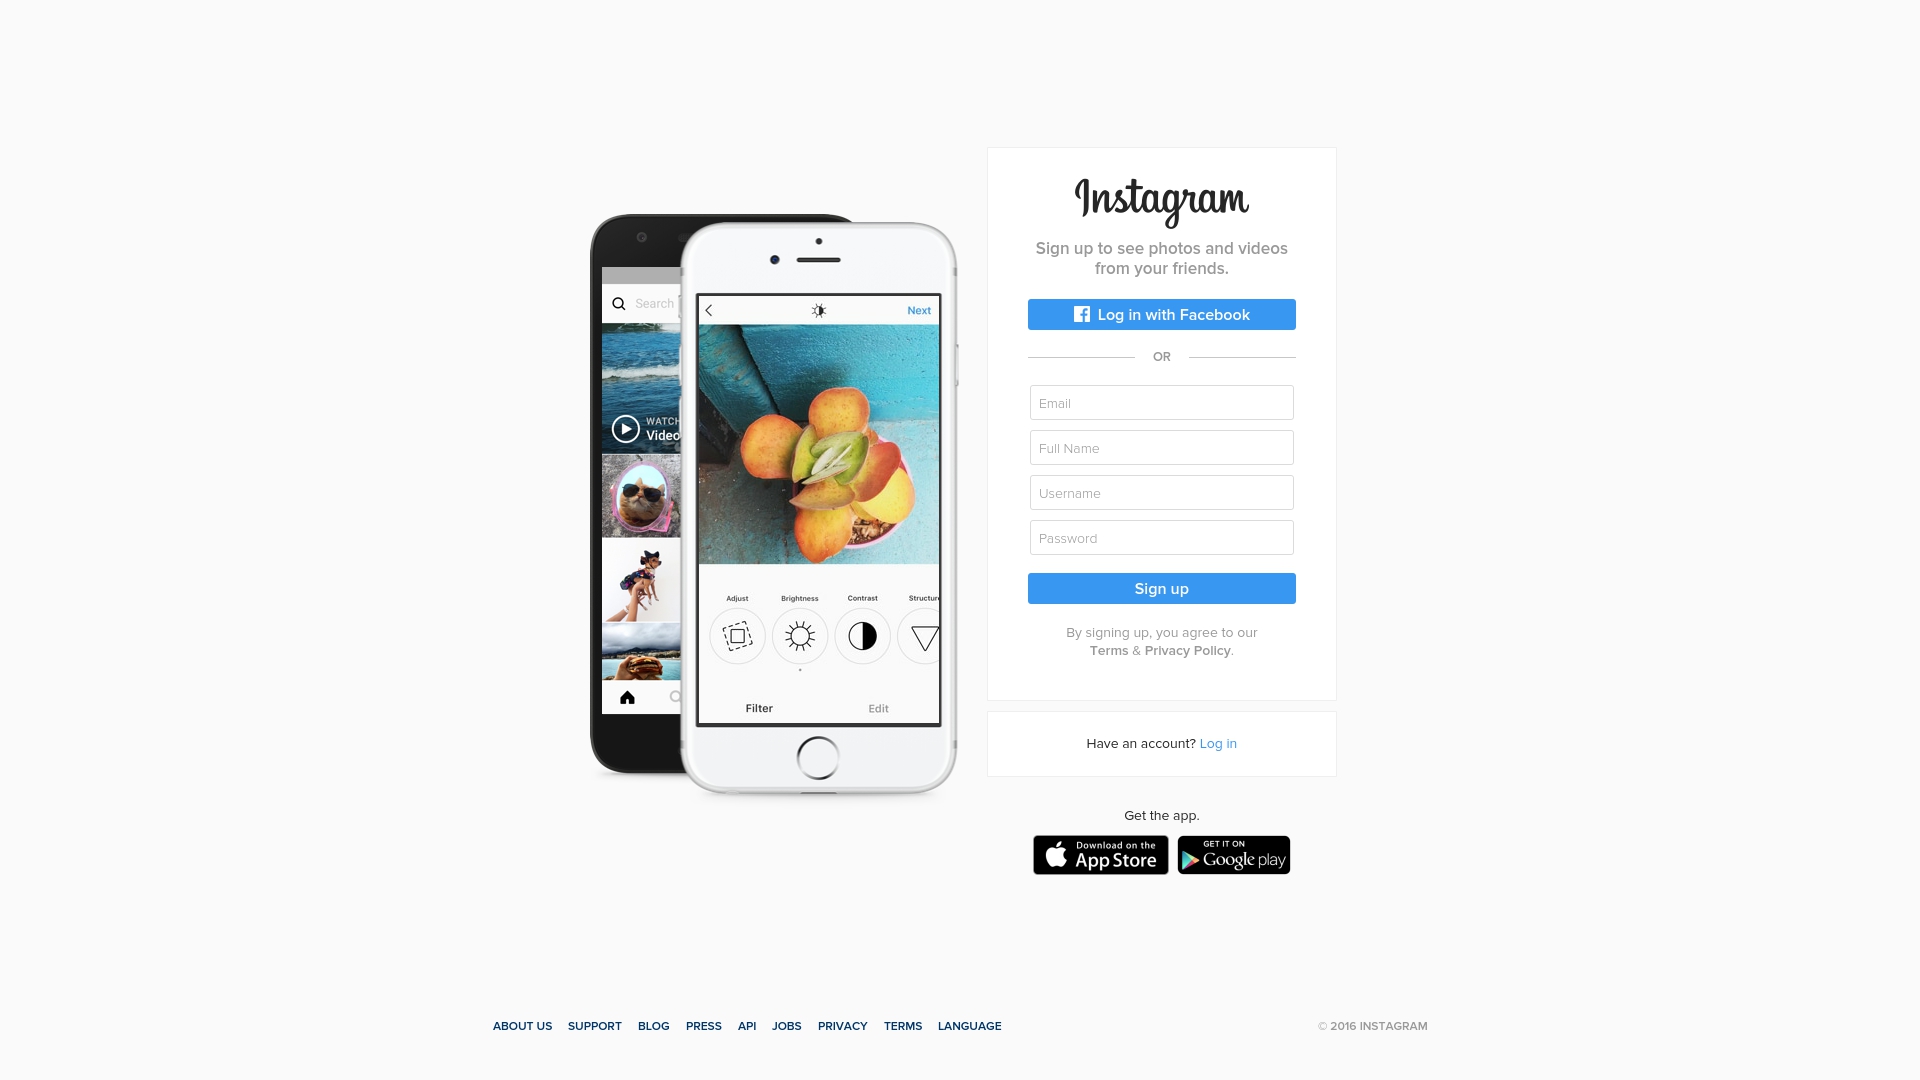 Search
WATCH
Video
Next
Adjust
Brightness
Contrast
Structure
Filter
Edit
Instagram
Sign up to see photos and videos
from your friends.
Log in with Facebook
OR
Email
Full Name
Username
Password
Sign up
By signing up, you agree to our
Terms & Privacy Policy.
Have an account? Log in
Get the app.
Download on the
App Store
GET IT ON
Google play
ABOUT US SUPPORT BLOG PRESS API JOBS PRIVACY TERMS LANGUAGE
© 2016 INSTAGRAM